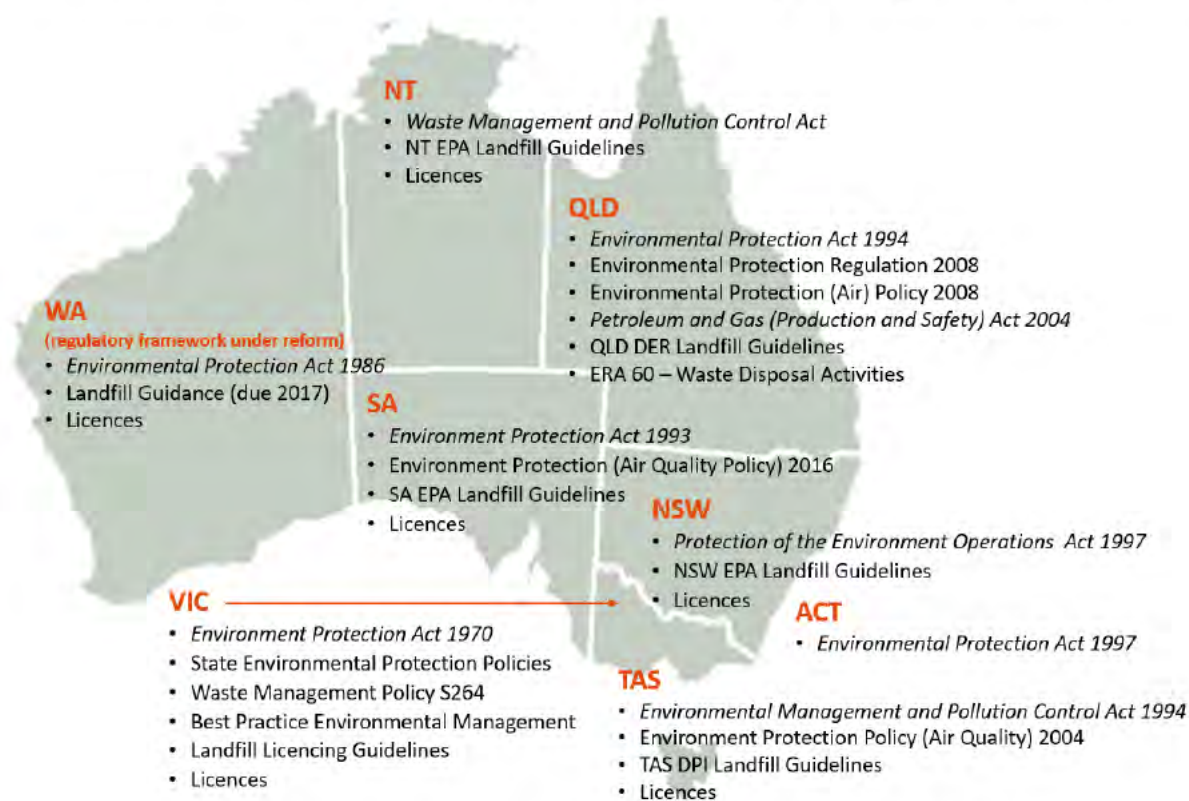 NT
• Waste Management and Pollution Control Act
• NT EPA Landfill Guidelines
• Licences
QLD
• Environmental Protection Act 1994
• Environmental Protection Regulation 2008
• Environmental Protection (Air) Policy 2008
• Petroleum and Gas (Production and Safety) Act 2004
• QLD DER Landfill Guidelines
• ERA 60 – Waste Disposal Activities
WA
(regulatory framework under reform)
• Environmental Protection Act 1986
• Landfill Guidance (due 2017)
• Licences
SA
• Environment Protection Act 1993
• Environment Protection (Air Quality Policy) 2016
• SA EPA Landfill Guidelines
• Licences
NSW
• Protection of the Environment Operations Act 1997
• NSW EPA Landfill Guidelines
• Licences
VIC
• Environment Protection Act 1970
• State Environmental Protection Policies
• Waste Management Policy S264
• Best Practice Environmental Management
• Landfill Licencing Guidelines
• Licences
ACT
• Environmental Protection Act 1997
TAS
• Environmental Management and Pollution Control Act 1994
• Environment Protection Policy (Air Quality) 2004
• TAS DPI Landfill Guidelines
• Licences